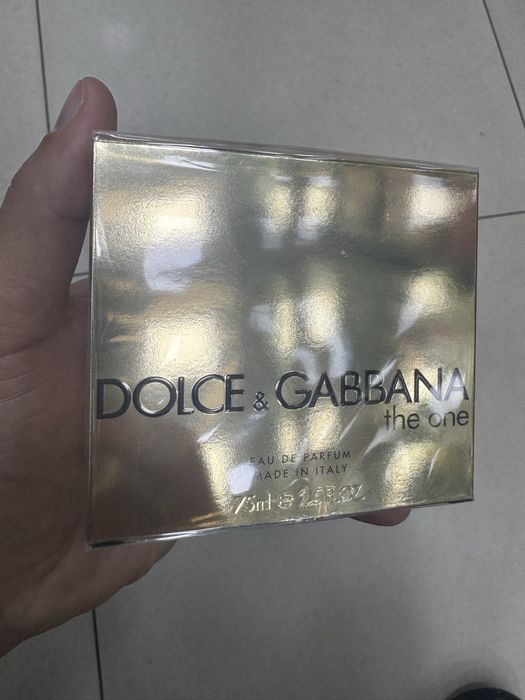 DOLCE & GABBANA
the one
EAU DE PARFUM
MADE IN ITALY
75ml e 2.5 FL.OZ.